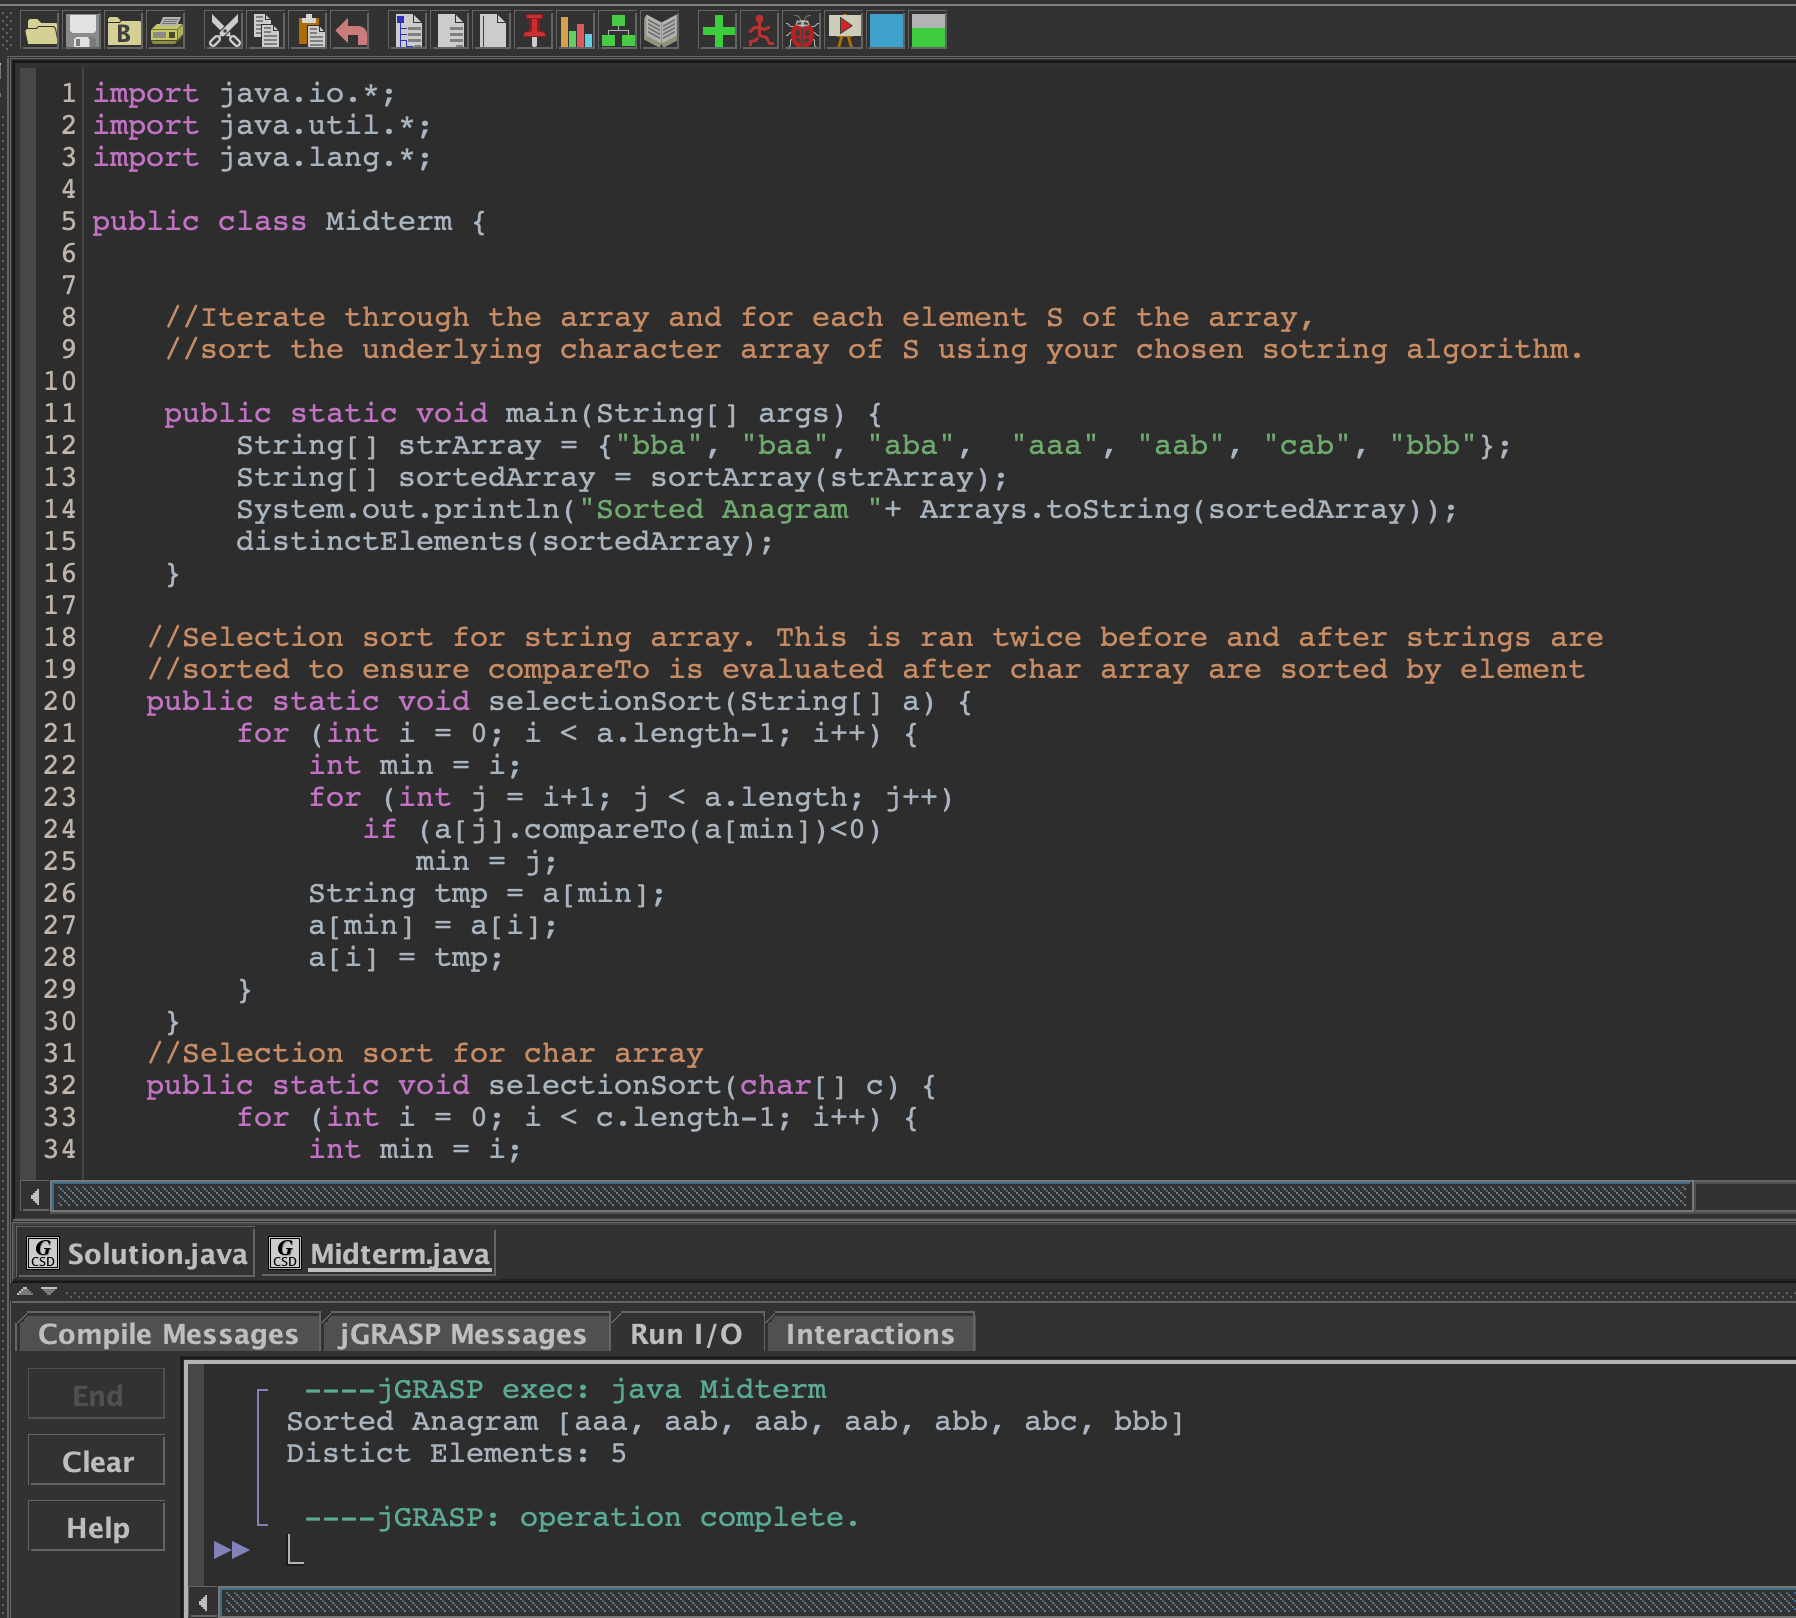 B
1 import java.io.*;
2 import java.util.*;
3 import java.lang.*;
4
5 public class Midterm {
6
7
8 //Iterate through the array and for each element S of the array,
9 //sort the underlying character array of S using your chosen sotring algorithm.
10
11 public static void main(String[] args) {
12 String[] strArray = {"bba", "baa", "aba", "aaa", "aab", "cab", "bbb"};
13 String[] sortedArray = sortArray(strArray);
14 System.out.println("Sorted Anagram "+ Arrays.toString(sortedArray));
15 distinctElements(sortedArray);
16 }
17
18 //Selection sort for string array. This is ran twice before and after strings are
19 //sorted to ensure compareTo is evaluated after char array are sorted by element
20 public static void selectionSort(String[] a) {
21 for (int i = 0; i < a.length-1; i++) {
22 int min = i;
23 for (int j = i+1; j < a.length; j++)
24 if (a[j].compareTo(a[min])<0)
25 min = j;
26 String tmp = a[min];
27 a[min] = a[i];
28 a[i] = tmp;
29 }
30 }
31 //Selection sort for char array
32 public static void selectionSort(char[] c) {
33 for (int i = 0; i < c.length-1; i++) {
34 int min = i;
G CSD Solution.java G CSD Midterm.java
Compile Messages jGRASP Messages Run I/O Interactions
End
Clear
Help
----jGRASP exec: java Midterm
Sorted Anagram [aaa, aab, aab, aab, abb, abc, bbb]
Distict Elements: 5
----jGRASP: operation complete.